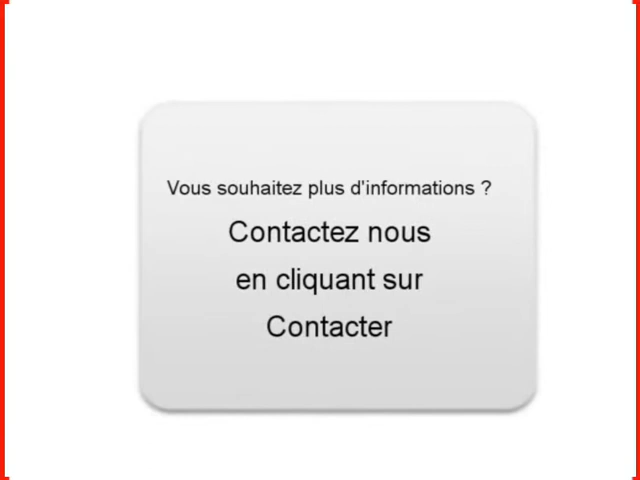 Vous souhaitez plus d'informations ?
Contactez nous
en cliquant sur
Contacter